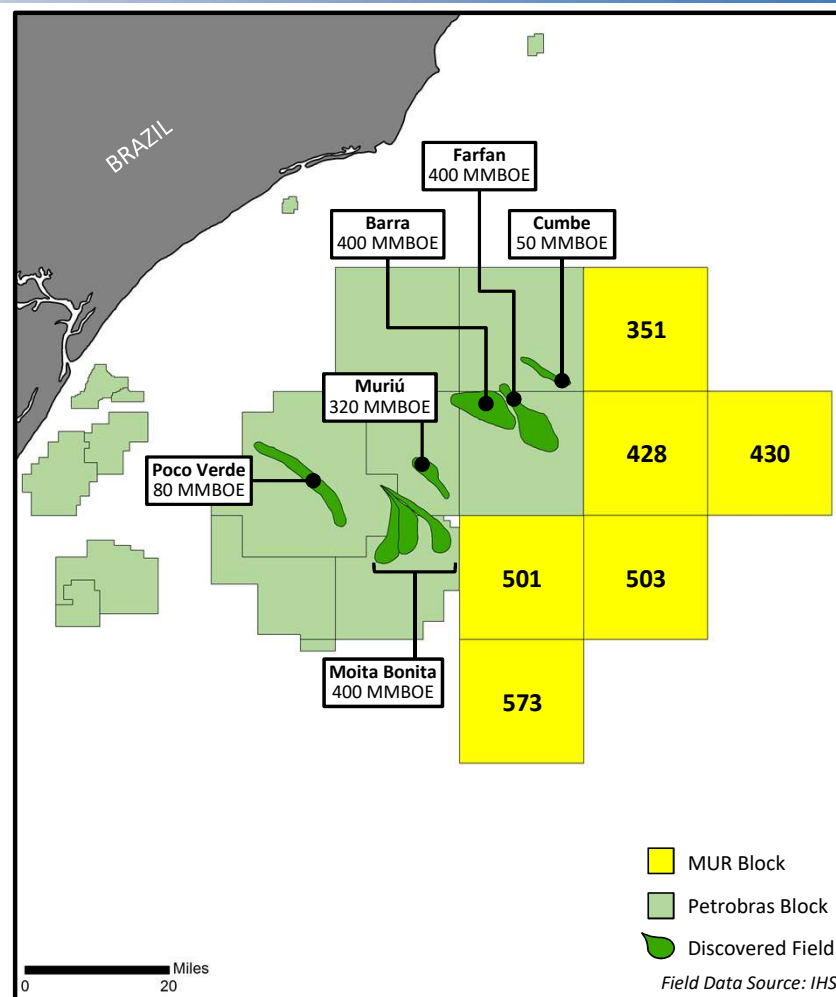 BRAZIL
Farfan
400 MMBOE
Barra
400 MMBOE
Cumbe
50 MMBOE
351
Muriú
320 MMBOE
Poco Verde
80 MMBOE
428
430
501
503
Moita Bonita
400 MMBOE
573
MUR Block
Petrobras Block
Discovered Field
Miles
0
20
Field Data Source: IHS